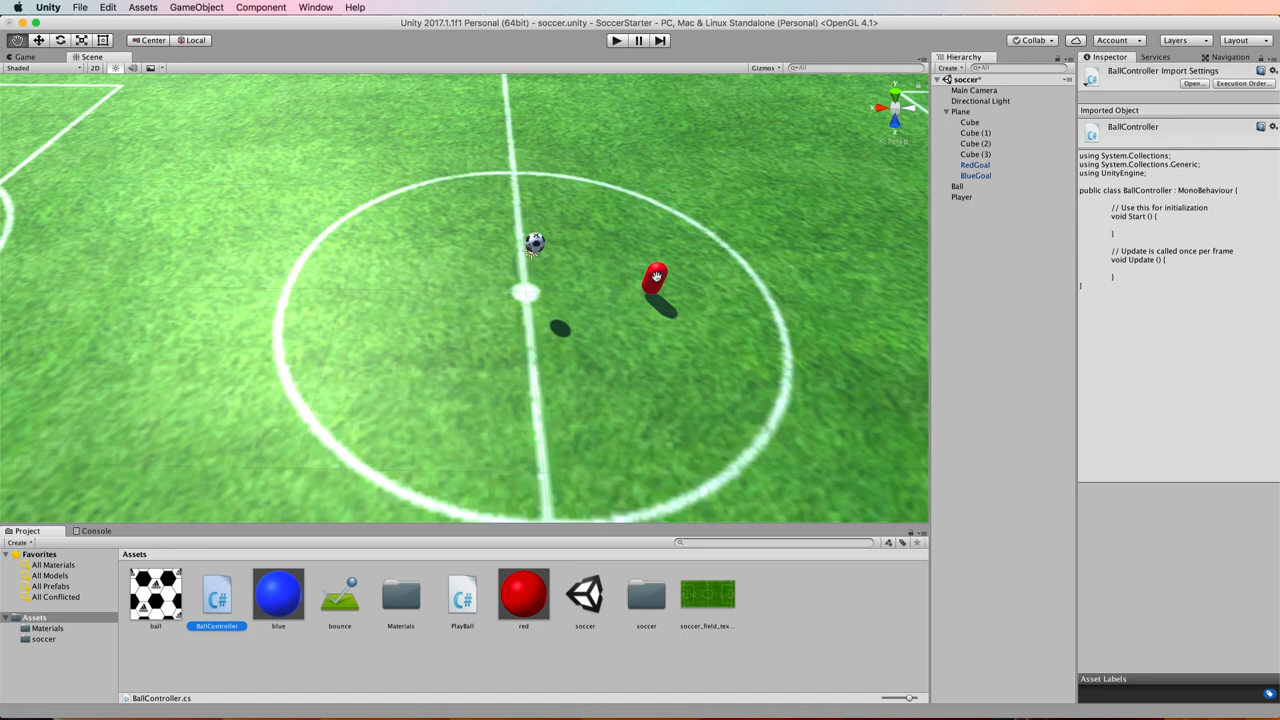 Unity File Edit Assets GameObject Component Window Help
Unity 2017.1.1f1 Personal (64bit) - soccer.unity - SoccerStarter - PC, Mac & Linux Standalone (Personal) <OpenGL 4.1>
Center Local Collab Account Layers Layout
Game Scene
Shaded 2D Gizmos All
y
x
z
Persp
Hierarchy
Create All
soccer*
Main Camera
Directional Light
Plane
Cube
Cube (1)
Cube (2)
Cube (3)
RedGoal
BlueGoal
Ball
Player
Inspector Services Navigation
BallController Import Settings
Open... Execution Order...
Imported Object
BallController
using System.Collections;
using System.Collections.Generic;
using UnityEngine;
public class BallController : MonoBehaviour {
// Use this for initialization
void Start () {
}
// Update is called once per frame
void Update () {
}
}
Asset Labels
Project Console
Create
Favorites
All Materials
All Models
All Prefabs
All Conflicted
Assets
Materials
soccer
Assets
C# C#
ball BallController blue bounce Materials PlayBall red soccer soccer soccer_field_tex...
BallController.cs